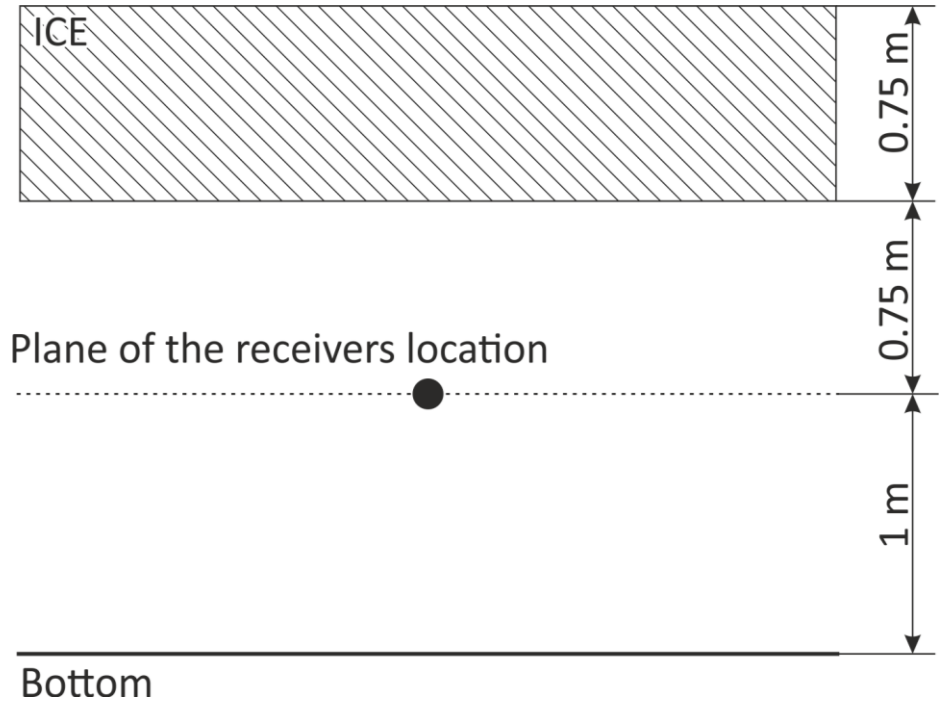 ICE
0.75 m
0.75 m
Plane of the receivers location
1 m
Bottom